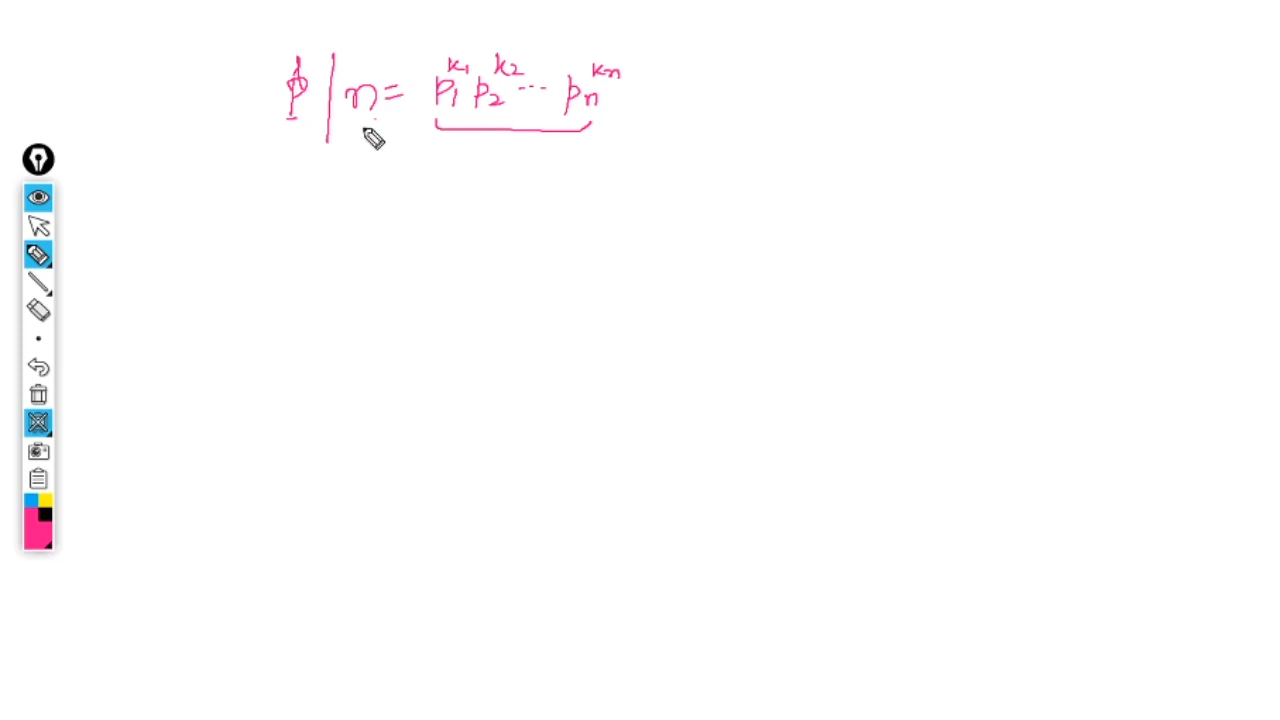 p | n = p₁^k₁ p₂^k₂ ... pₙ^kₙ